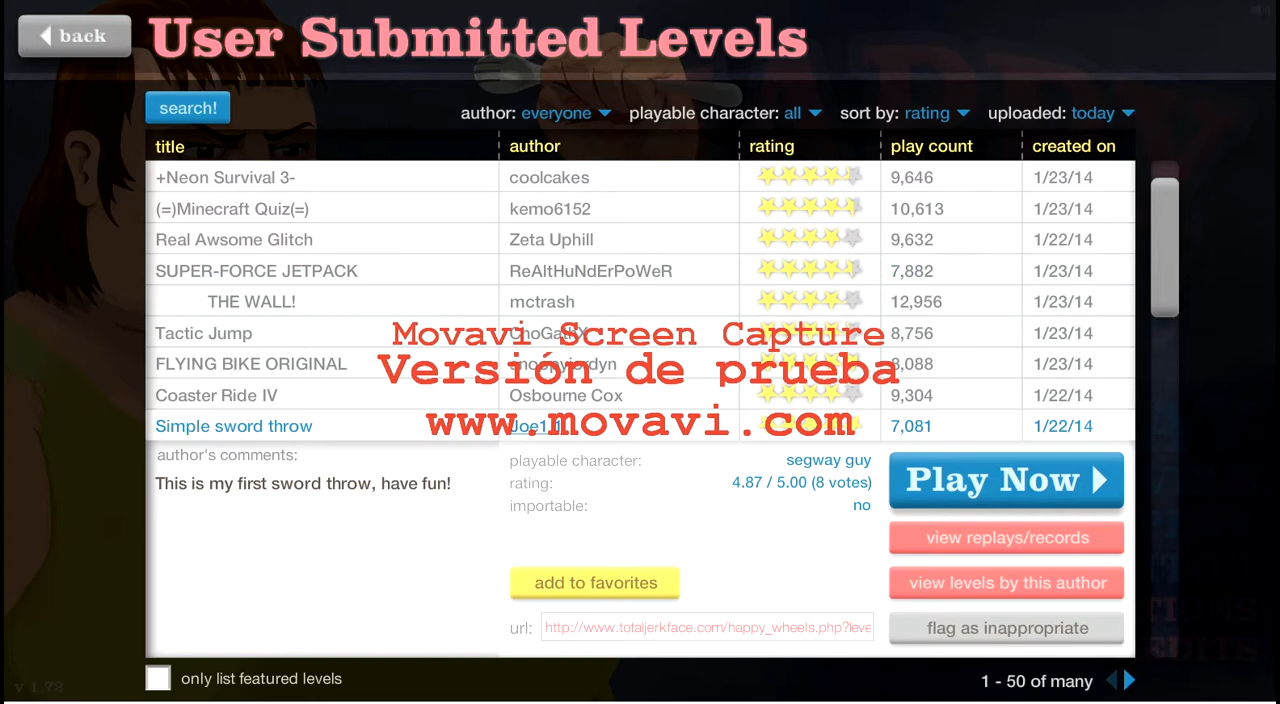 back
User Submitted Levels
search!
author: everyone playable character: all sort by: rating uploaded: today
title author rating play count created on
+Neon Survival 3- coolcakes 9,646 1/23/14
(=)Minecraft Quiz(=) kemo6152 10,613 1/23/14
Real Awsome Glitch Zeta Uphill 9,632 1/22/14
SUPER-FORCE JETPACK ReAltHuNdErPoWeR 7,882 1/23/14
THE WALL! mctrash 12,956 1/23/14
Tactic Jump 8,756 1/23/14
Movavi Screen Capture
FLYING BIKE ORIGINAL snoopyjordyn 8,088 1/23/14
Versión de prueba
Coaster Ride IV Osbourne Cox 9,304 1/22/14
Simple sword throw 7,081 1/22/14
www.movavi.com
author's comments:
This is my first sword throw, have fun!
playable character: segway guy
rating: 4.87 / 5.00 (8 votes)
importable: no
Play Now
view replays/records
add to favorites
view levels by this author
url: http://www.totaljerkface.com/happy_wheels.php?leve
flag as inappropriate
only list featured levels
1 - 50 of many
v 1.72